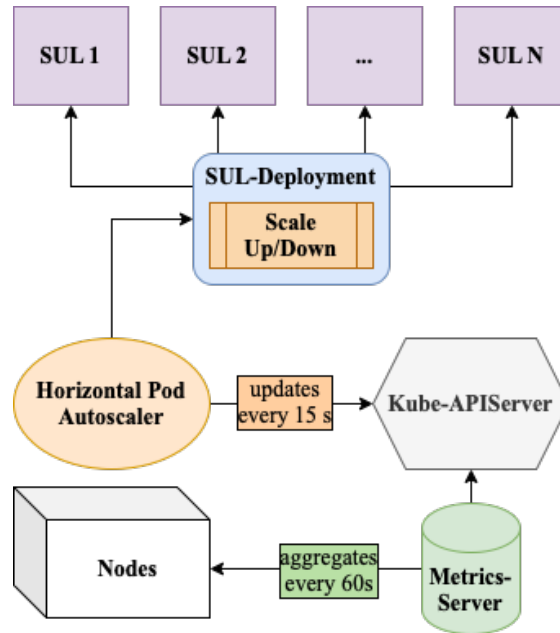 SUL 1
SUL 2
...
SUL N
SUL-Deployment
Scale
Up/Down
Horizontal Pod
Autoscaler
updates
every 15 s
Kube-APIServer
Nodes
aggregates
every 60s
Metrics-
Server